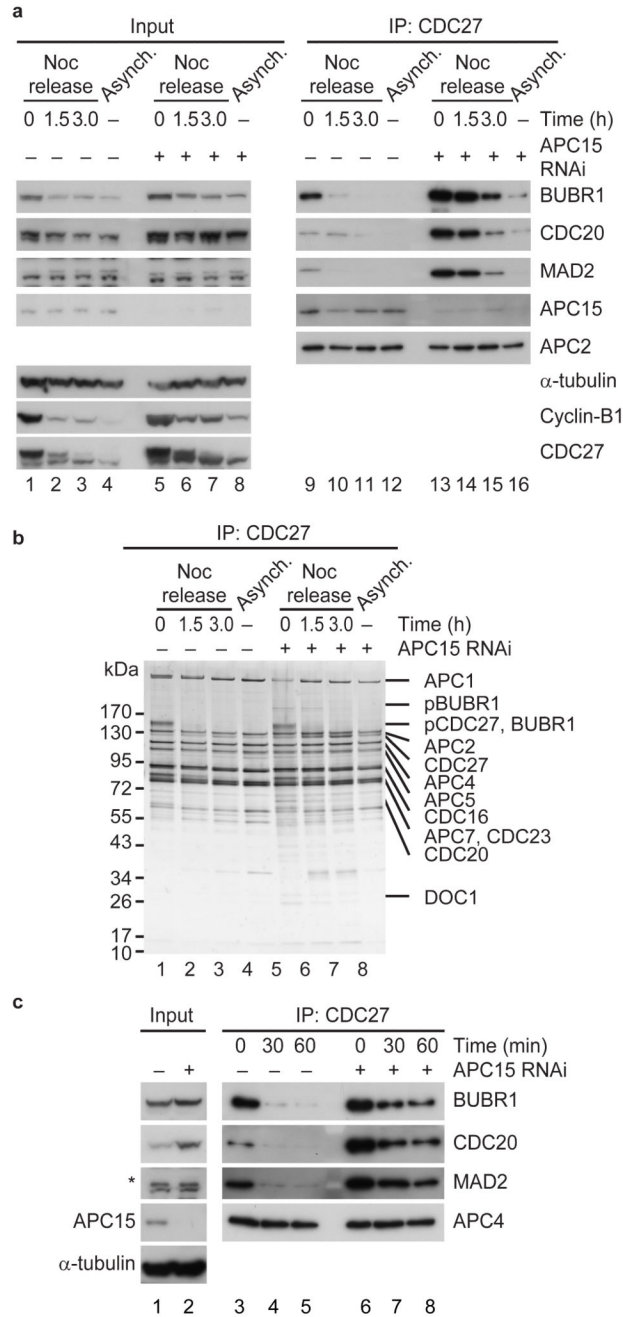 a
Input
IP: CDC27
Noc release
Asynch.
Noc release
Asynch.
Noc release
Asynch.
Noc release
Asynch.
0 1.5 3.0 – 0 1.5 3.0 – 0 1.5 3.0 – 0 1.5 3.0 – Time (h)
– – – – + + + + – – – – + + + + APC15 RNAi
BUBR1
CDC20
MAD2
APC15
APC2
α-tubulin
Cyclin-B1
CDC27
1 2 3 4 5 6 7 8 9 10 11 12 13 14 15 16
b
IP: CDC27
Noc release
Asynch.
Noc release
Asynch.
0 1.5 3.0 – 0 1.5 3.0 – Time (h)
– – – – + + + + APC15 RNAi
kDa
170
130
95
72
55
43
34
26
17
10
APC1
pBUBR1
pCDC27, BUBR1
APC2
CDC27
APC4
APC5
CDC16
APC7, CDC23
CDC20
DOC1
1 2 3 4 5 6 7 8
c
Input
IP: CDC27
0 30 60 0 30 60 Time (min)
– + – – – + + + APC15 RNAi
BUBR1
CDC20
* MAD2
APC15 APC4
α-tubulin
1 2 3 4 5 6 7 8